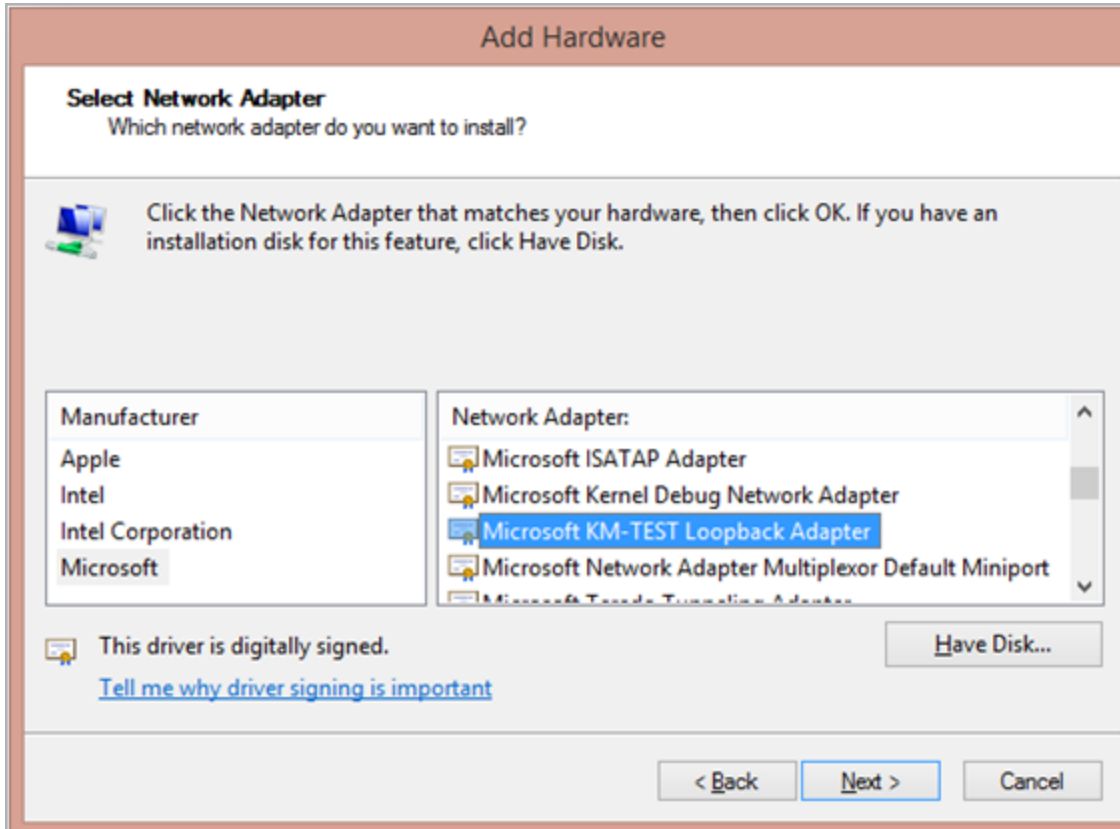 Add Hardware
Select Network Adapter
Which network adapter do you want to install?
Click the Network Adapter that matches your hardware, then click OK. If you have an
installation disk for this feature, click Have Disk.
Manufacturer
Apple
Intel
Intel Corporation
Microsoft
Network Adapter:
Microsoft ISATAP Adapter
Microsoft Kernel Debug Network Adapter
Microsoft KM-TEST Loopback Adapter
Microsoft Network Adapter Multiplexor Default Miniport
Microsoft Teredo Tunneling Adapter
This driver is digitally signed.
Have Disk...
Tell me why driver signing is important
< Back
Next >
Cancel